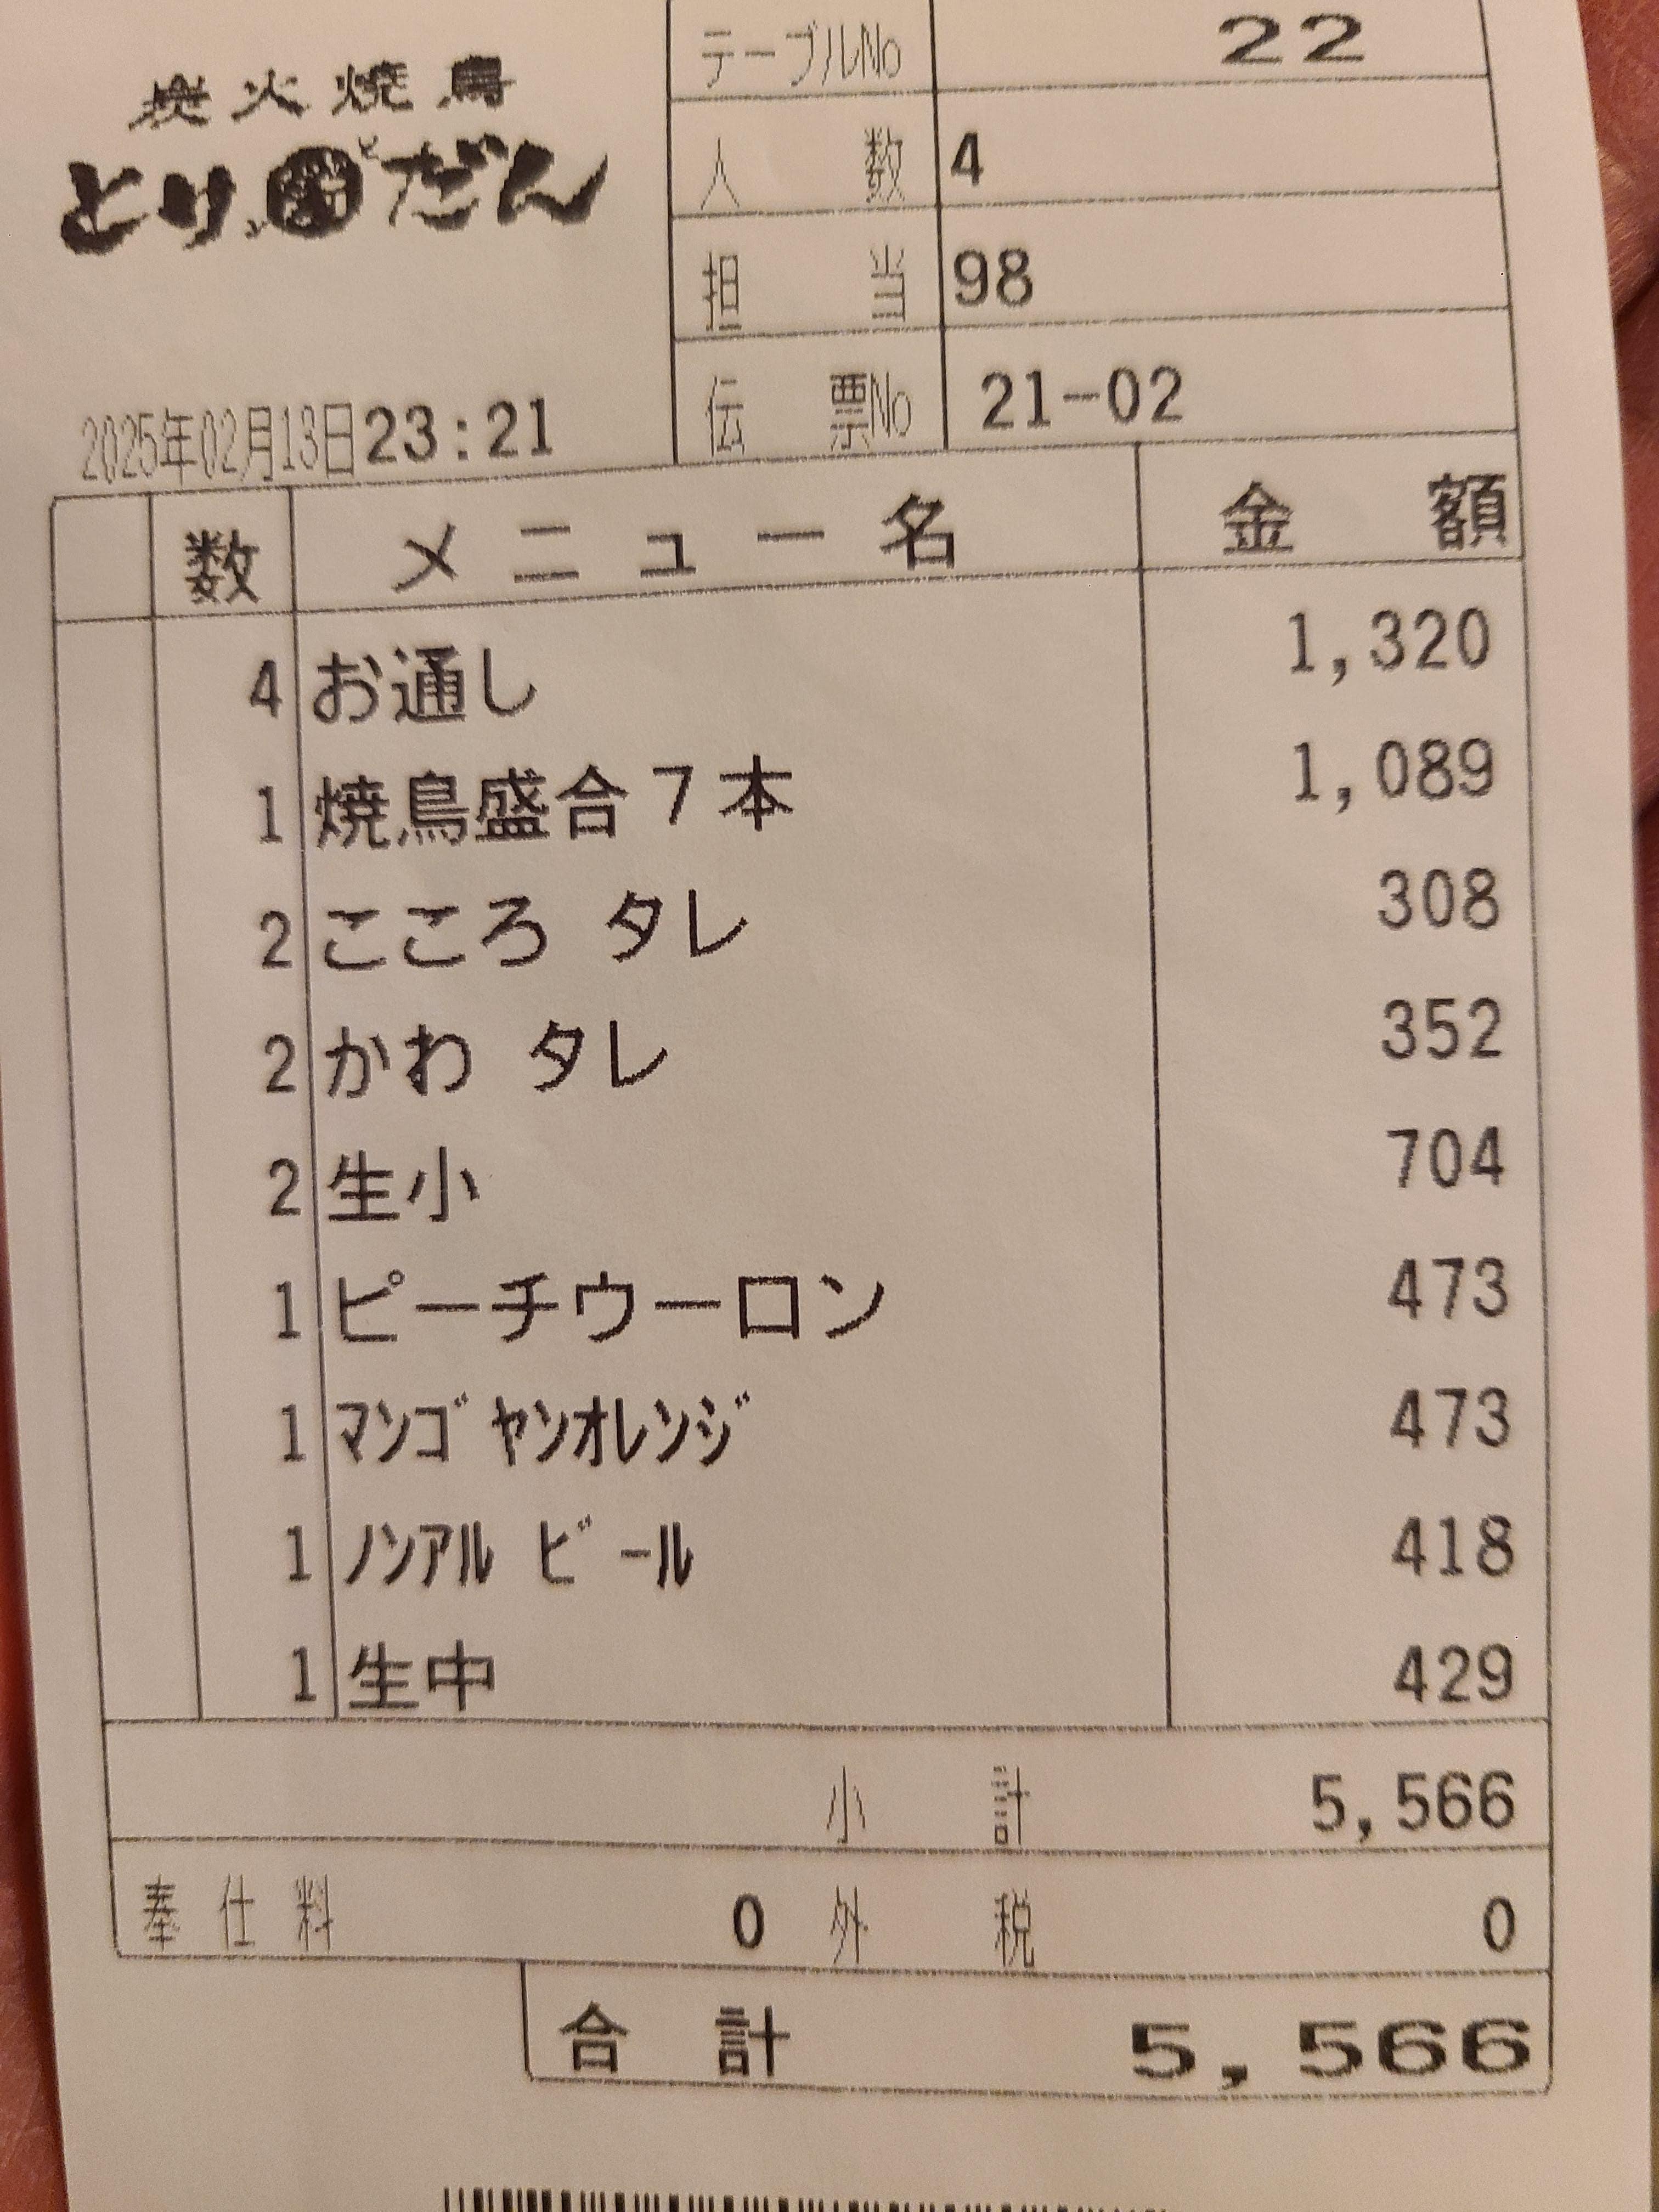 炭火焼鳥
とり だん
テーブルNo 22
人数 4
担当 98
伝票No 21-02
2025年02月13日23:21
数 メニュー名 金額
4 お通し 1,320
1 焼鳥盛合7本 1,089
2 こころ タレ 308
2 かわ タレ 352
2 生小 704
1 ピーチウーロン 473
1 ﾏﾝｺﾞﾔﾝｵﾚﾝｼﾞ 473
1 ﾉﾝｱﾙ ﾋﾞｰﾙ 418
1 生中 429
小計 5,566
奉仕料 0 外税 0
合計 5,566